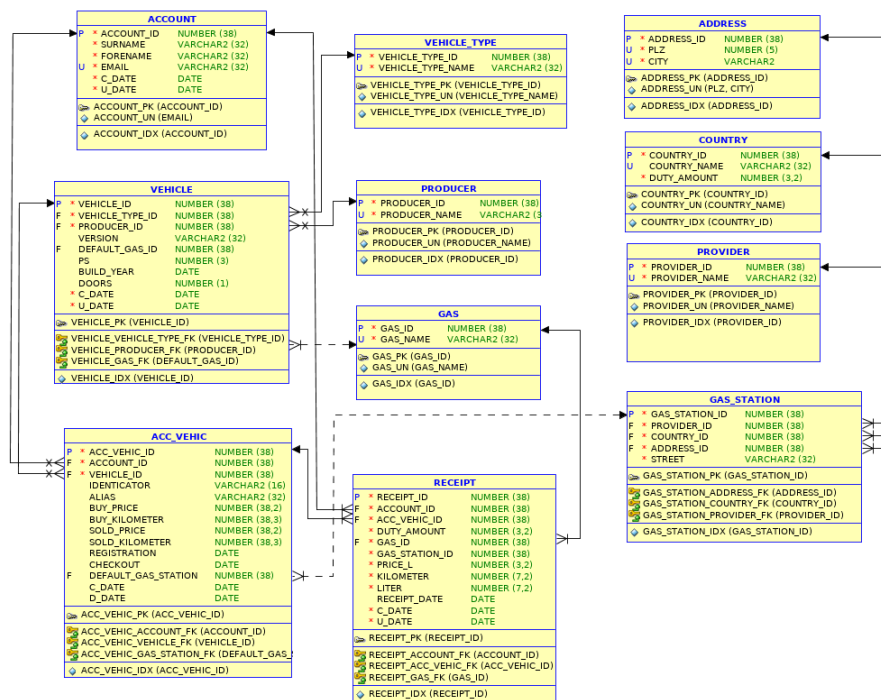 ACCOUNT
P * ACCOUNT_ID NUMBER (38)
* SURNAME VARCHAR2 (32)
* FORENAME VARCHAR2 (32)
U * EMAIL VARCHAR2 (32)
* C_DATE DATE
* U_DATE DATE
ACCOUNT_PK (ACCOUNT_ID)
ACCOUNT_UN (EMAIL)
ACCOUNT_IDX (ACCOUNT_ID)
VEHICLE_TYPE
P * VEHICLE_TYPE_ID NUMBER (38)
U * VEHICLE_TYPE_NAME VARCHAR2 (32)
VEHICLE_TYPE_PK (VEHICLE_TYPE_ID)
VEHICLE_TYPE_UN (VEHICLE_TYPE_NAME)
VEHICLE_TYPE_IDX (VEHICLE_TYPE_ID)
ADDRESS
P * ADDRESS_ID NUMBER (38)
U * PLZ NUMBER (5)
U * CITY VARCHAR2
ADDRESS_PK (ADDRESS_ID)
ADDRESS_UN (PLZ, CITY)
ADDRESS_IDX (ADDRESS_ID)
COUNTRY
P * COUNTRY_ID NUMBER (38)
U COUNTRY_NAME VARCHAR2 (32)
* DUTY_AMOUNT NUMBER (3,2)
COUNTRY_PK (COUNTRY_ID)
COUNTRY_UN (COUNTRY_NAME)
COUNTRY_IDX (COUNTRY_ID)
VEHICLE
P * VEHICLE_ID NUMBER (38)
F * VEHICLE_TYPE_ID NUMBER (38)
F * PRODUCER_ID NUMBER (38)
VERSION VARCHAR2 (32)
F DEFAULT_GAS_ID NUMBER (38)
PS NUMBER (3)
BUILD_YEAR DATE
DOORS NUMBER (1)
* C_DATE DATE
* U_DATE DATE
VEHICLE_PK (VEHICLE_ID)
VEHICLE_VEHICLE_TYPE_FK (VEHICLE_TYPE_ID)
VEHICLE_PRODUCER_FK (PRODUCER_ID)
VEHICLE_GAS_FK (DEFAULT_GAS_ID)
VEHICLE_IDX (VEHICLE_ID)
PRODUCER
P * PRODUCER_ID NUMBER (38)
U * PRODUCER_NAME VARCHAR2 (3
PRODUCER_PK (PRODUCER_ID)
PRODUCER_UN (PRODUCER_NAME)
PRODUCER_IDX (PRODUCER_ID)
PROVIDER
P * PROVIDER_ID NUMBER (38)
U * PROVIDER_NAME VARCHAR2 (32)
PROVIDER_PK (PROVIDER_ID)
PROVIDER_UN (PROVIDER_NAME)
PROVIDER_IDX (PROVIDER_ID)
GAS
P * GAS_ID NUMBER (38)
U * GAS_NAME VARCHAR2 (32)
GAS_PK (GAS_ID)
GAS_UN (GAS_NAME)
GAS_IDX (GAS_ID)
GAS_STATION
P * GAS_STATION_ID NUMBER (38)
F * PROVIDER_ID NUMBER (38)
F * COUNTRY_ID NUMBER (38)
F * ADDRESS_ID NUMBER (38)
* STREET VARCHAR2 (32)
GAS_STATION_PK (GAS_STATION_ID)
GAS_STATION_ADDRESS_FK (ADDRESS_ID)
GAS_STATION_COUNTRY_FK (COUNTRY_ID)
GAS_STATION_PROVIDER_FK (PROVIDER_ID)
GAS_STATION_IDX (GAS_STATION_ID)
ACC_VEHIC
P * ACC_VEHIC_ID NUMBER (38)
F * ACCOUNT_ID NUMBER (38)
F * VEHICLE_ID NUMBER (38)
IDENTICATOR VARCHAR2 (16)
ALIAS VARCHAR2 (32)
BUY_PRICE NUMBER (38,2)
BUY_KILOMETER NUMBER (38,3)
SOLD_PRICE NUMBER (38,2)
SOLD_KILOMETER NUMBER (38,3)
REGISTRATION DATE
CHECKOUT DATE
F DEFAULT_GAS_STATION NUMBER (38)
C_DATE DATE
D_DATE DATE
ACC_VEHIC_PK (ACC_VEHIC_ID)
ACC_VEHIC_ACCOUNT_FK (ACCOUNT_ID)
ACC_VEHIC_VEHICLE_FK (VEHICLE_ID)
ACC_VEHIC_GAS_STATION_FK (DEFAULT_GAS_
ACC_VEHIC_IDX (ACC_VEHIC_ID)
RECEIPT
P * RECEIPT_ID NUMBER (38)
F * ACCOUNT_ID NUMBER (38)
F * ACC_VEHIC_ID NUMBER (38)
* DUTY_AMOUNT NUMBER (3,2)
F * GAS_ID NUMBER (38)
* GAS_STATION_ID NUMBER (38)
* PRICE_L NUMBER (3,2)
* KILOMETER NUMBER (7,2)
* LITER NUMBER (7,2)
RECEIPT_DATE DATE
* C_DATE DATE
* U_DATE DATE
RECEIPT_PK (RECEIPT_ID)
RECEIPT_ACCOUNT_FK (ACCOUNT_ID)
RECEIPT_ACC_VEHIC_FK (ACC_VEHIC_ID)
RECEIPT_GAS_FK (GAS_ID)
RECEIPT_IDX (RECEIPT_ID)